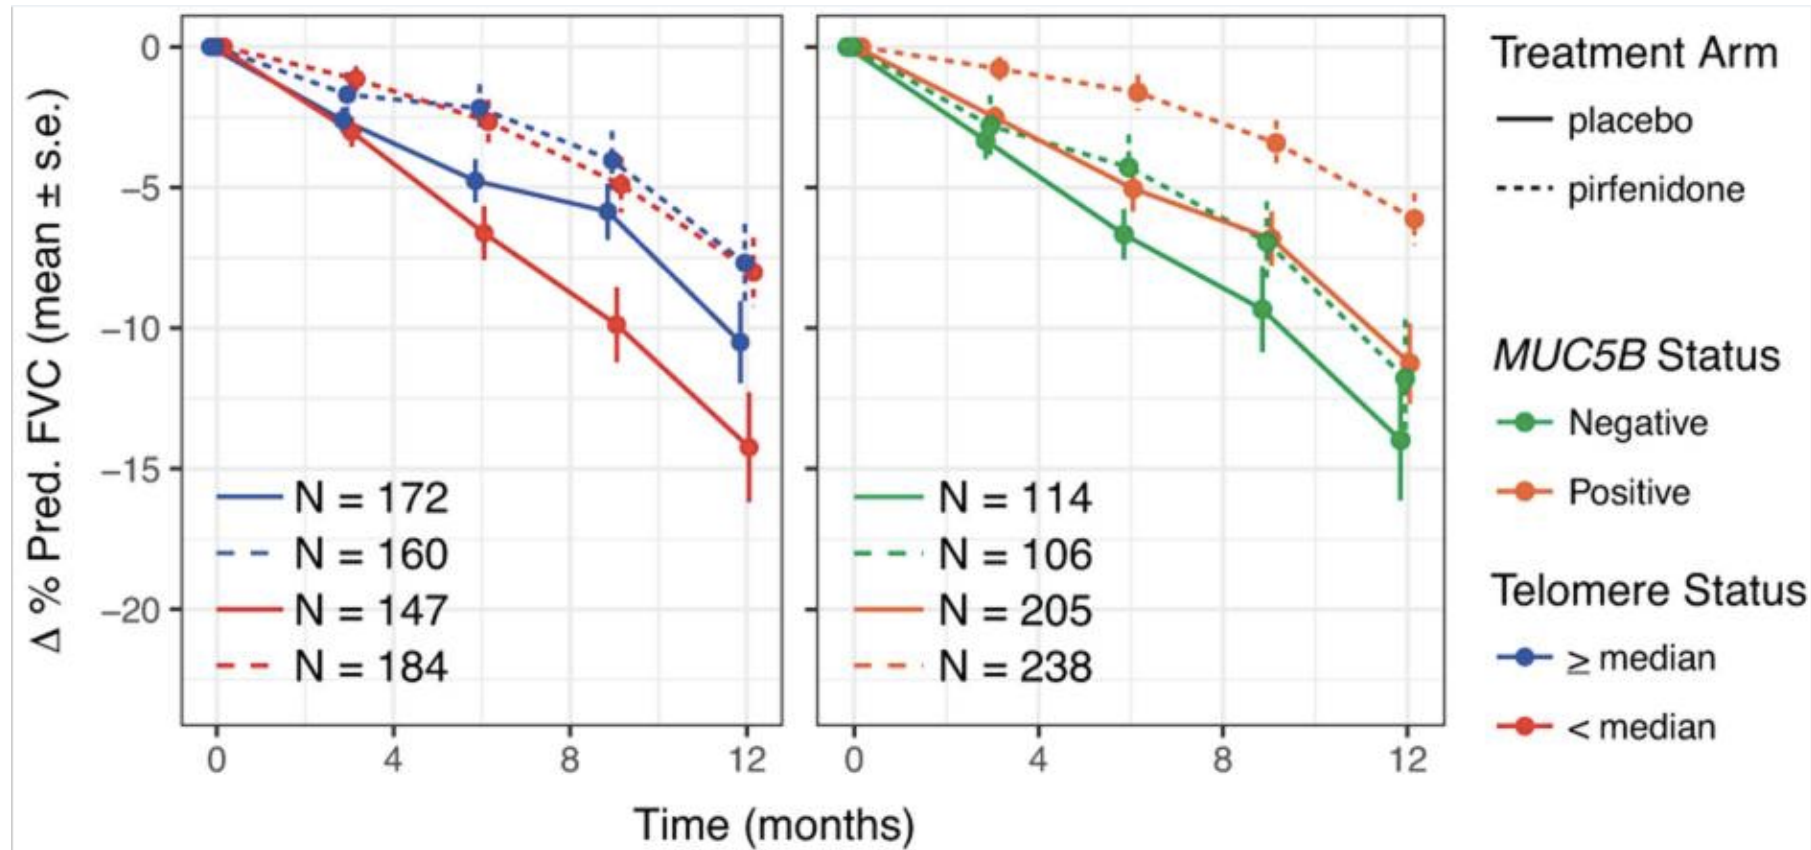 Δ % Pred. FVC (mean ± s.e.)
0
−5
−10
−15
−20
N = 172
N = 160
N = 147
N = 184
0 4 8 12
N = 114
N = 106
N = 205
N = 238
0 4 8 12
Time (months)
Treatment Arm
placebo
pirfenidone
MUC5B Status
Negative
Positive
Telomere Status
≥ median
< median